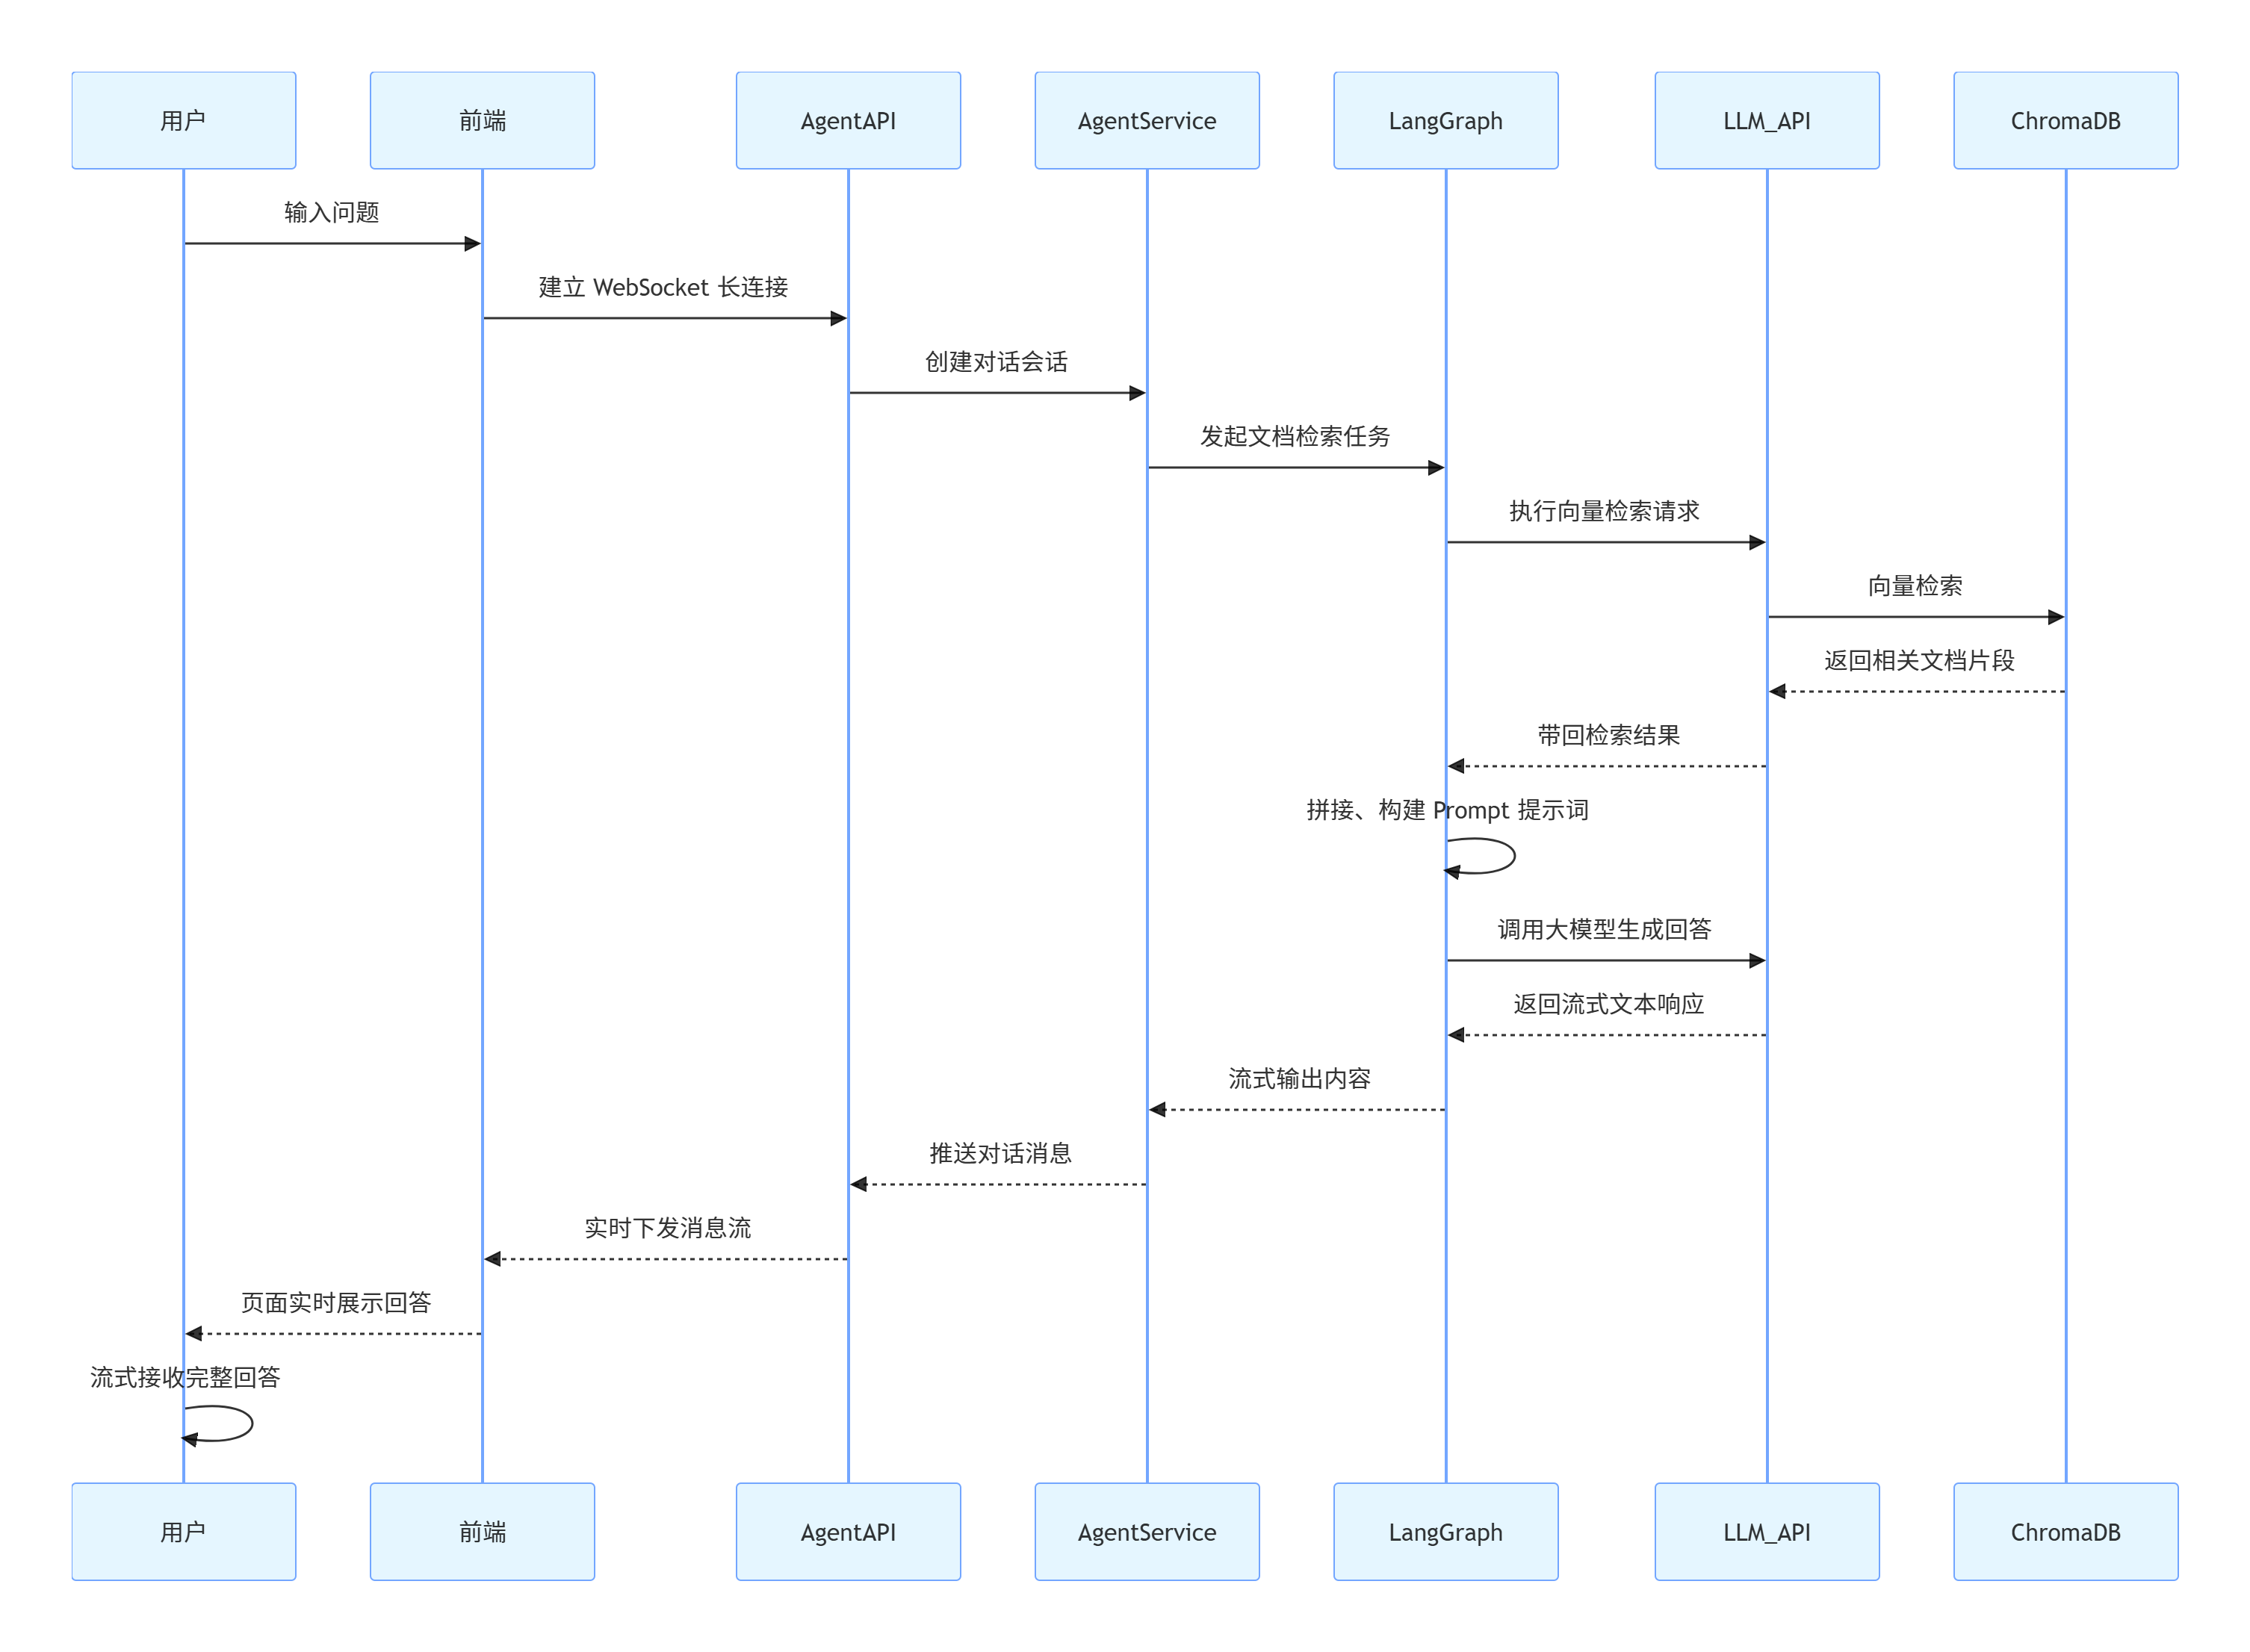 用户
前端
AgentAPI
AgentService
LangGraph
LLM_API
ChromaDB
输入问题
建立 WebSocket 长连接
创建对话会话
发起文档检索任务
执行向量检索请求
向量检索
返回相关文档片段
带回检索结果
拼接、构建 Prompt 提示词
调用大模型生成回答
返回流式文本响应
流式输出内容
推送对话消息
实时下发消息流
页面实时展示回答
流式接收完整回答
用户
前端
AgentAPI
AgentService
LangGraph
LLM_API
ChromaDB